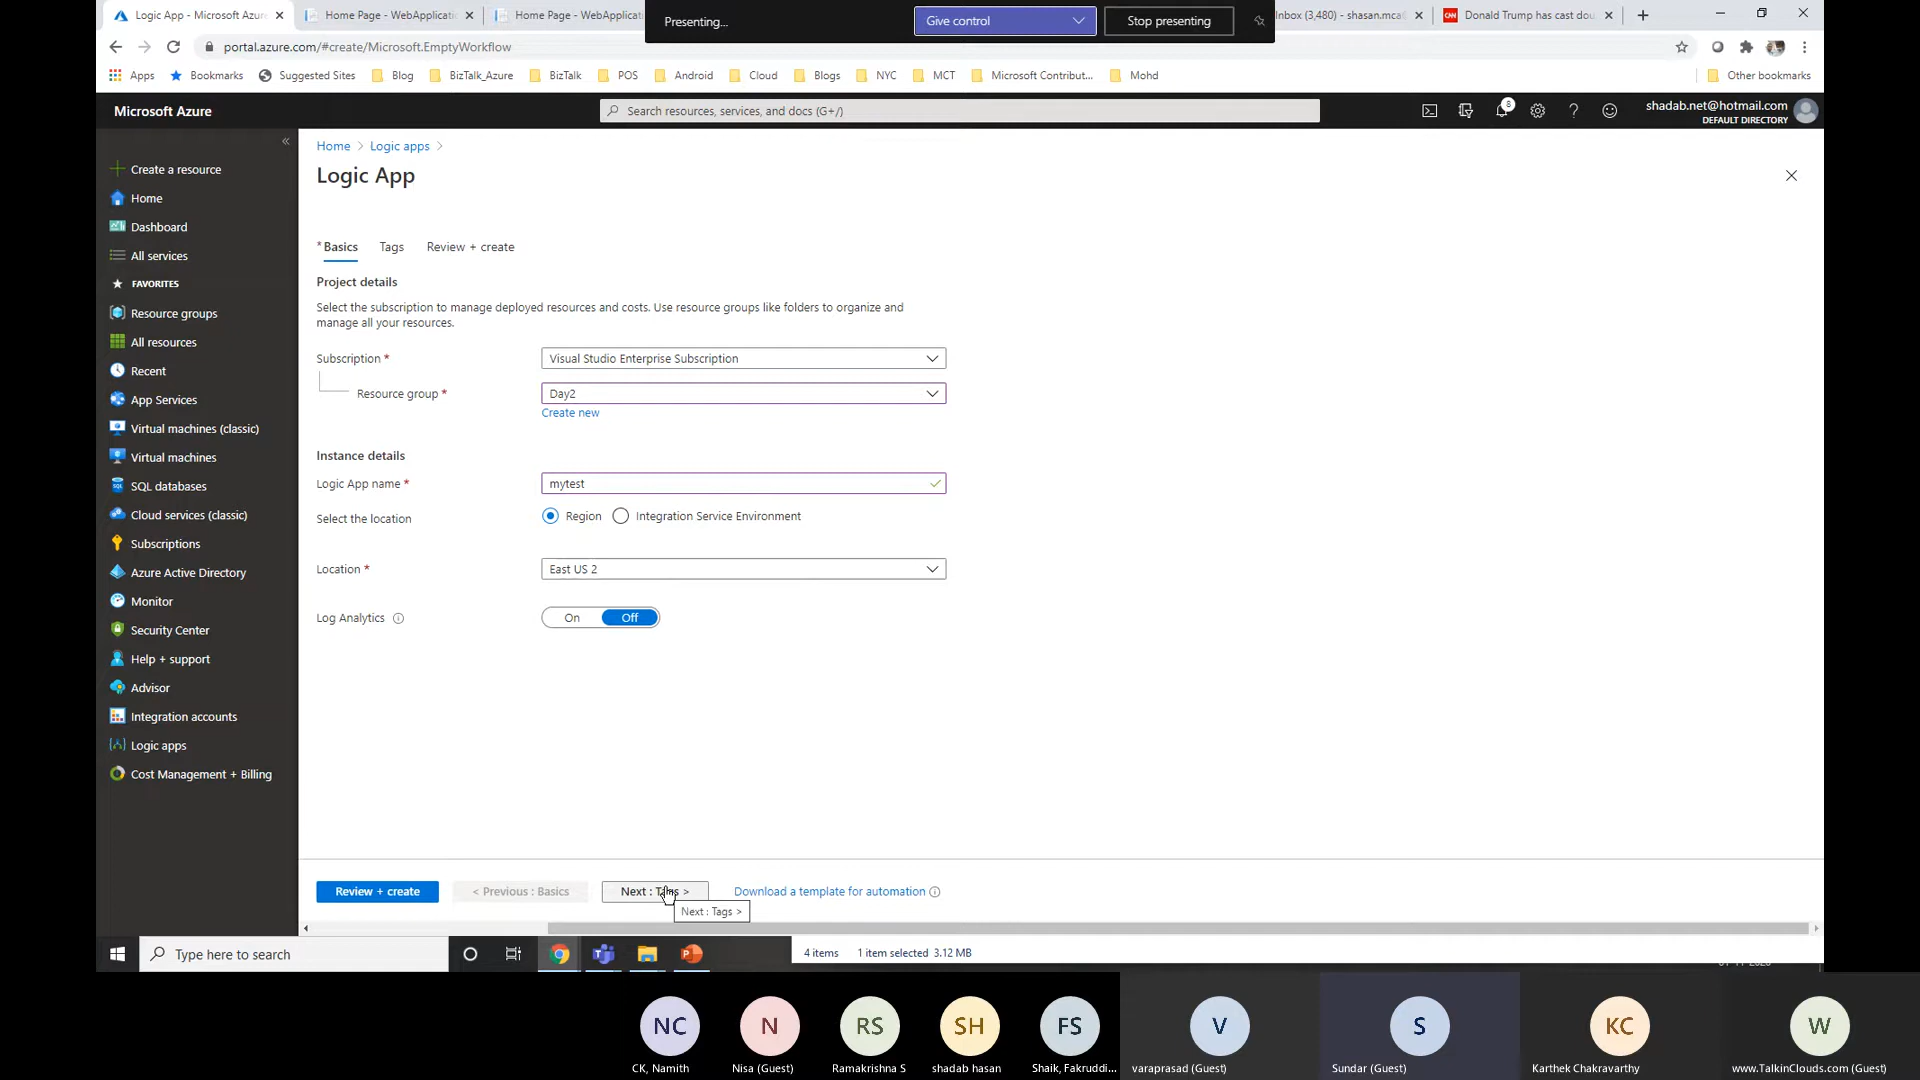 Logic App - Microsoft Azure
Home Page - WebApplicatio
Home Page - WebApplicati
Presenting...
Give control
Stop presenting
Inbox (3,480) - shasan.mcaf
Donald Trump has cast dou
portal.azure.com/#create/Microsoft.EmptyWorkflow
Apps
Bookmarks
Suggested Sites
Blog
BizTalk_Azure
BizTalk
POS
Android
Cloud
Blogs
NYC
MCT
Microsoft Contribut...
Mohd
Other bookmarks
Microsoft Azure
Search resources, services, and docs (G+/)
8
shadab.net@hotmail.com
DEFAULT DIRECTORY
Create a resource
Home
Dashboard
All services
FAVORITES
Resource groups
All resources
Recent
App Services
Virtual machines (classic)
Virtual machines
SQL databases
Cloud services (classic)
Subscriptions
Azure Active Directory
Monitor
Security Center
Help + support
Advisor
Integration accounts
Logic apps
Cost Management + Billing
Home > Logic apps >
Logic App
* Basics
Tags
Review + create
Project details
Select the subscription to manage deployed resources and costs. Use resource groups like folders to organize and
manage all your resources.
Subscription *
Visual Studio Enterprise Subscription
Resource group *
Day2
Create new
Instance details
Logic App name *
mytest
Select the location
Region
Integration Service Environment
Location *
East US 2
Log Analytics
On
Off
Review + create
< Previous : Basics
Next : Tags >
Download a template for automation
Next : Tags >
Type here to search
4 items
1 item selected 3.12 MB
NC
N
RS
SH
FS
V
S
KC
W
CK, Namith
Nisa (Guest)
Ramakrishna S
shadab hasan
Shaik, Fakruddi...
varaprasad (Guest)
Sundar (Guest)
Karthek Chakravarthy
www.TalkinClouds.com (Guest)